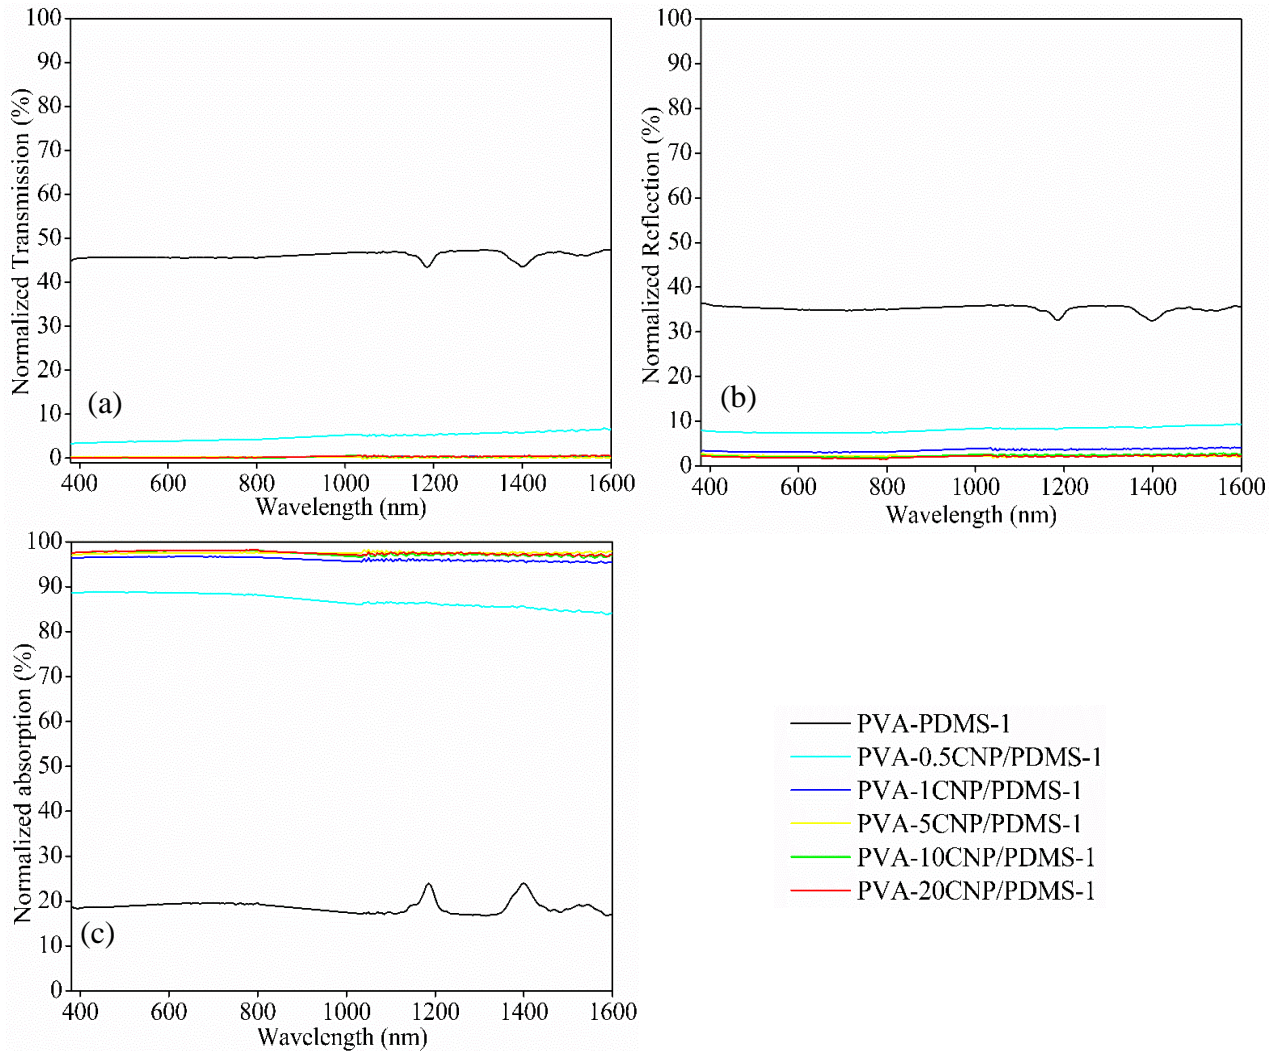 100
90
80
70
60
50
40
30
20
10
0
Normalized Transmission (%)
(a)
400 600 800 1000 1200 1400 1600
Wavelength (nm)
100
90
80
70
60
50
40
30
20
10
0
Normalized Reflection (%)
(b)
400 600 800 1000 1200 1400 1600
Wavelength (nm)
100
90
80
70
60
50
40
30
20
10
0
Normalized absorption (%)
(c)
400 600 800 1000 1200 1400 1600
Wavelength (nm)
PVA-PDMS-1
PVA-0.5CNP/PDMS-1
PVA-1CNP/PDMS-1
PVA-5CNP/PDMS-1
PVA-10CNP/PDMS-1
PVA-20CNP/PDMS-1